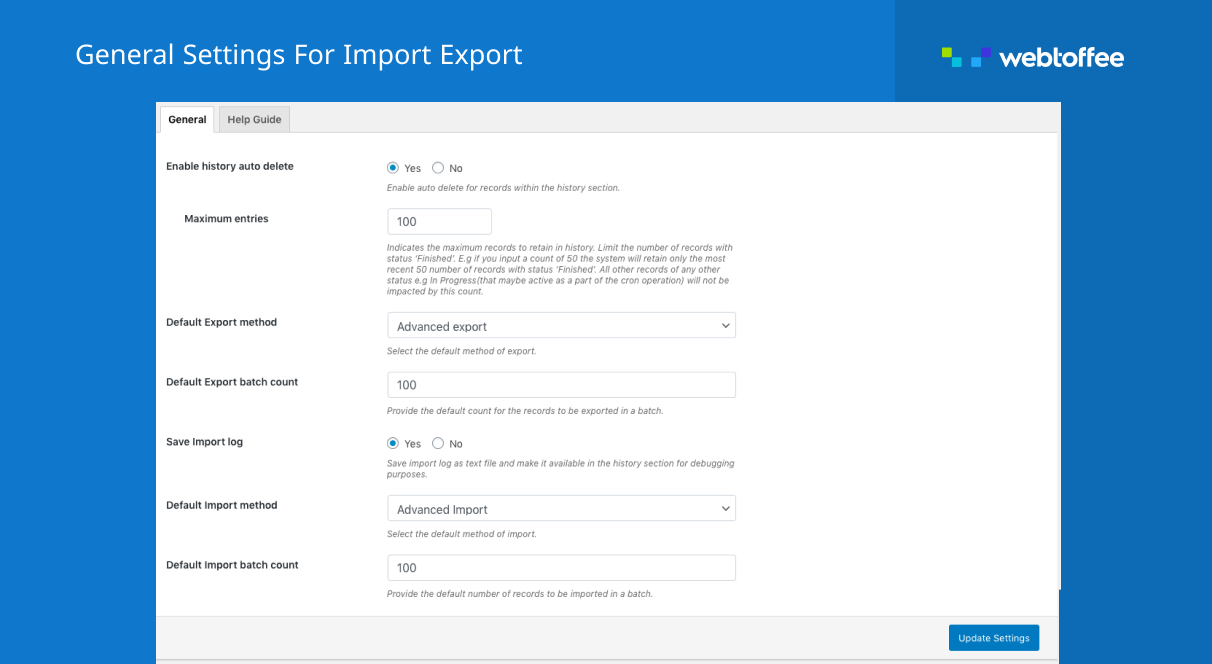 General Settings For Import Export
webtoffee
General
Help Guide
Enable history auto delete
Yes
No
Enable auto delete for records within the history section.
Maximum entries
100
Indicates the maximum records to retain in history. Limit the number of records with
status 'Finished'. E.g if you input a count of 50 the system will retain only the most
recent 50 number of records with status 'Finished'. All other records of any other
status e.g In Progress(that maybe active as a part of the cron operation) will not be
impacted by this count.
Default Export method
Advanced export
Select the default method of export.
Default Export batch count
100
Provide the default count for the records to be exported in a batch.
Save Import log
Yes
No
Save import log as text file and make it available in the history section for debugging
purposes.
Default Import method
Advanced Import
Select the default method of import.
Default Import batch count
100
Provide the default number of records to be imported in a batch.
Update Settings